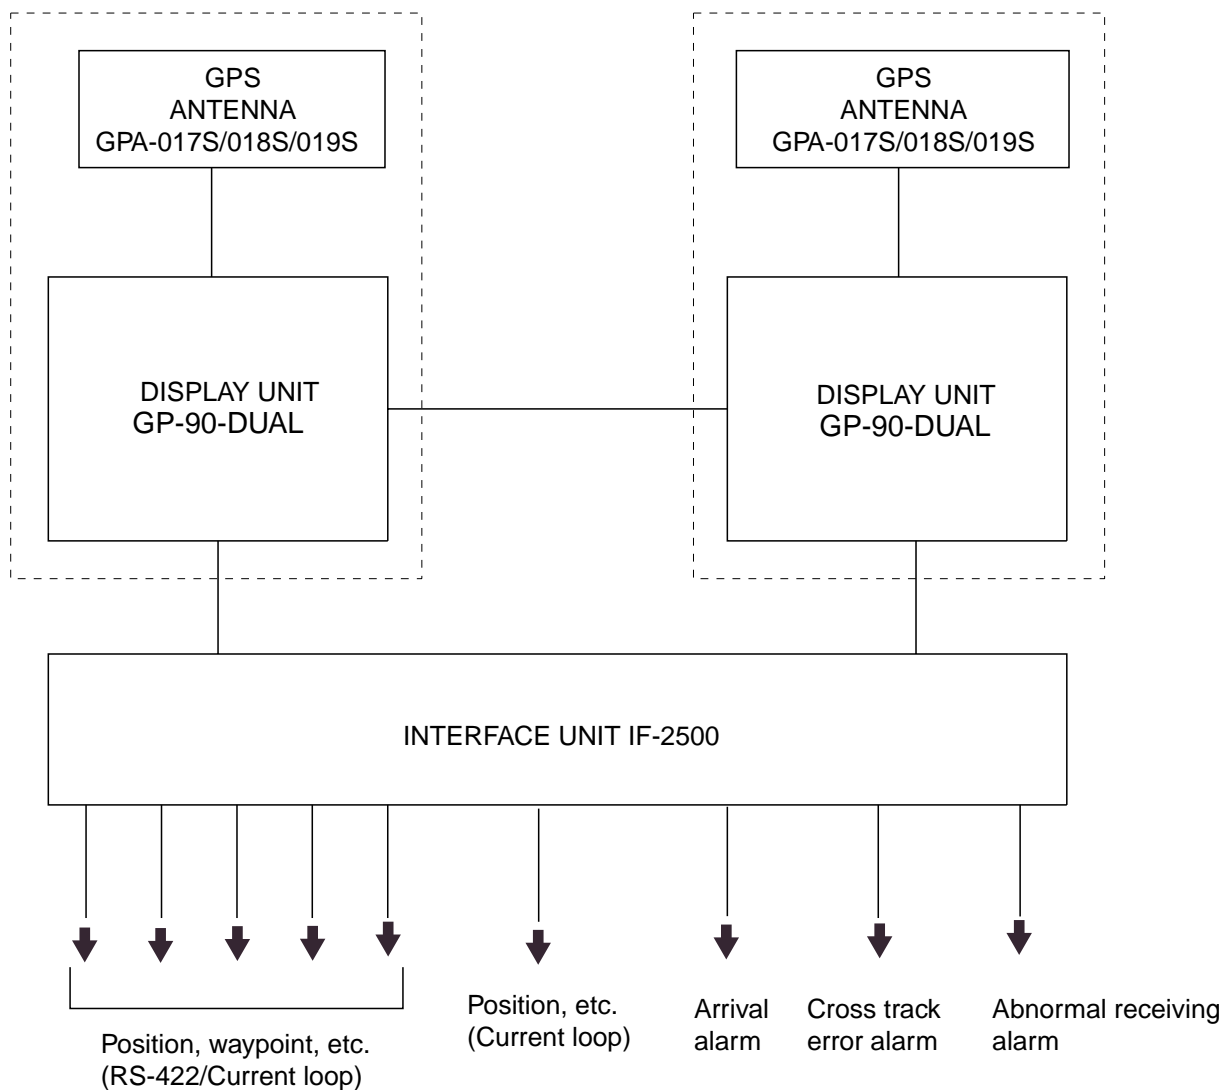 GPS
ANTENNA
GPA-017S/018S/019S
GPS
ANTENNA
GPA-017S/018S/019S
DISPLAY UNIT
GP-90-DUAL
DISPLAY UNIT
GP-90-DUAL
INTERFACE UNIT IF-2500
Position, waypoint, etc.
(RS-422/Current loop)
Position, etc.
(Current loop)
Arrival
alarm
Cross track
error alarm
Abnormal receiving
alarm